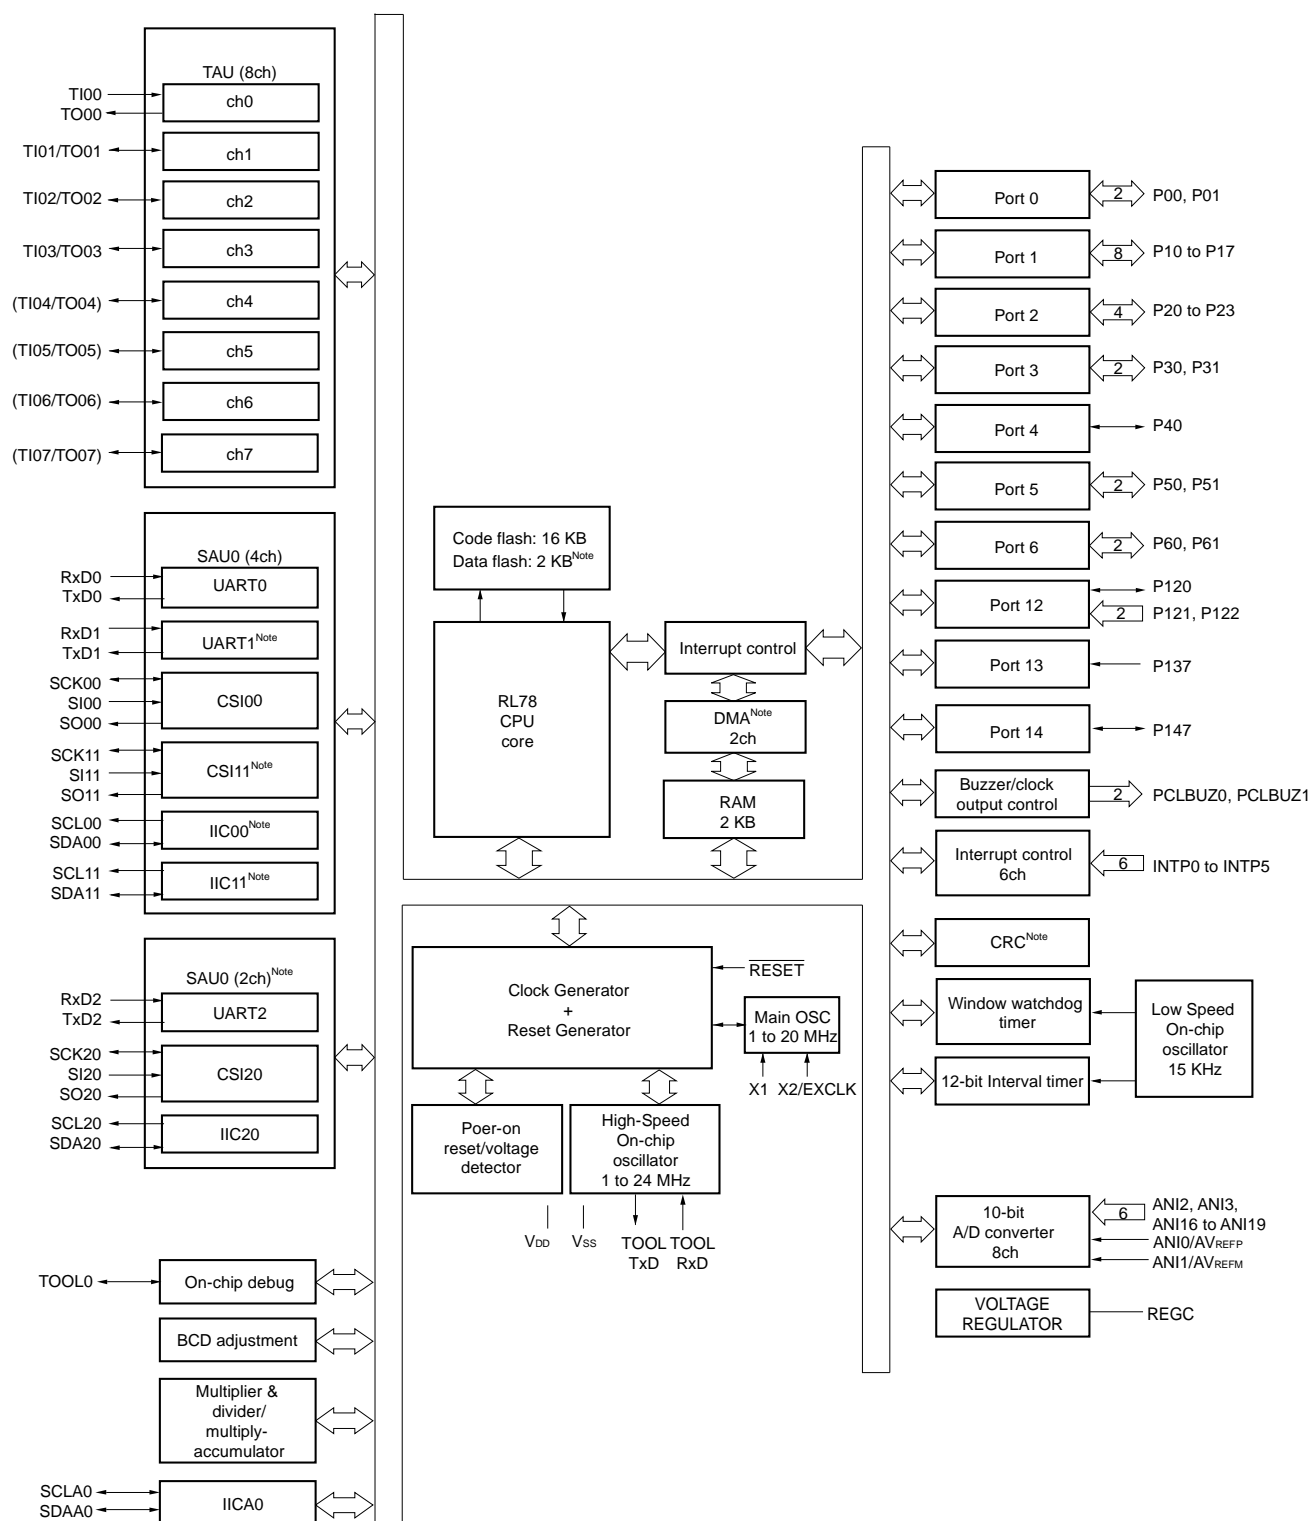 TAU (8ch)
TI00
TO00
ch0
TI01/TO01
ch1
TI02/TO02
ch2
TI03/TO03
ch3
(TI04/TO04)
ch4
(TI05/TO05)
ch5
(TI06/TO06)
ch6
(TI07/TO07)
ch7
SAU0 (4ch)
RxD0
TxD0
UART0
RxD1
TxD1
UART1Note
SCK00
SI00
SO00
CSI00
SCK11
SI11
SO11
CSI11Note
SCL00
SDA00
IIC00Note
SCL11
SDA11
IIC11Note
SAU0 (2ch)Note
RxD2
TxD2
UART2
SCK20
SI20
SO20
CSI20
SCL20
SDA20
IIC20
TOOL0
On-chip debug
BCD adjustment
Multiplier &
divider/
multiply-
accumulator
SCLA0
SDAA0
IICA0
Code flash: 16 KB
Data flash: 2 KBNote
RL78
CPU
core
Interrupt control
DMANote
2ch
RAM
2 KB
Clock Generator
+
Reset Generator
RESET
Main OSC
1 to 20 MHz
X1 X2/EXCLK
Poer-on
reset/voltage
detector
High-Speed
On-chip
oscillator
1 to 24 MHz
VDD
VSS
TOOL
TxD
TOOL
RxD
Port 0
2
P00, P01
Port 1
8
P10 to P17
Port 2
4
P20 to P23
Port 3
2
P30, P31
Port 4
P40
Port 5
2
P50, P51
Port 6
2
P60, P61
Port 12
P120
2
P121, P122
Port 13
P137
Port 14
P147
Buzzer/clock
output control
2
PCLBUZ0, PCLBUZ1
Interrupt control
6ch
6
INTP0 to INTP5
CRCNote
Window watchdog
timer
Low Speed
On-chip
oscillator
15 KHz
12-bit Interval timer
10-bit
A/D converter
8ch
6
ANI2, ANI3,
ANI16 to ANI19
ANI0/AVREFP
ANI1/AVREFM
VOLTAGE
REGULATOR
REGC